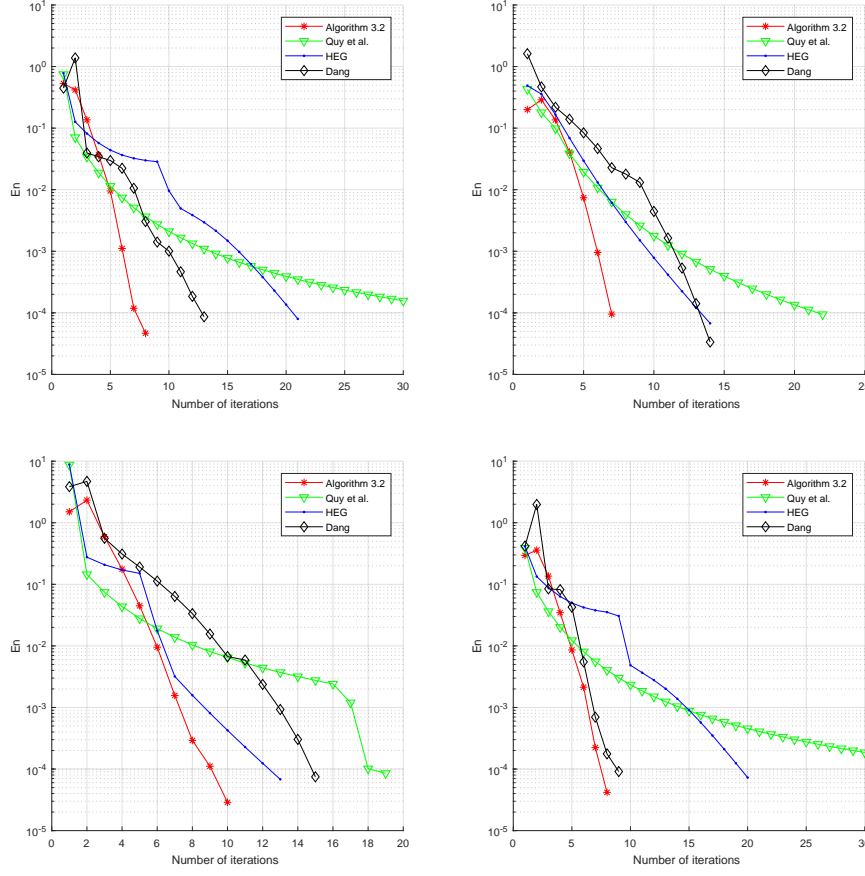 10^1
10^0
10^-1
10^-2
10^-3
10^-4
10^-5
En
5 10 15 20 25 30
Number of iterations
Algorithm 3.2
Quy et al.
HEG
Dang
10^1
10^0
10^-1
10^-2
10^-3
10^-4
10^-5
En
0 5 10 15 20 25
Number of iterations
Algorithm 3.2
Quy et al.
HEG
Dang
10^1
10^0
10^-1
10^-2
10^-3
10^-4
10^-5
En
0 2 4 6 8 10 12 14 16 18 20
Number of iterations
Algorithm 3.2
Quy et al.
HEG
Dang
10^1
10^0
10^-1
10^-2
10^-3
10^-4
10^-5
En
0 5 10 15 20 25 30
Number of iterations
Algorithm 3.2
Quy et al.
HEG
Dang